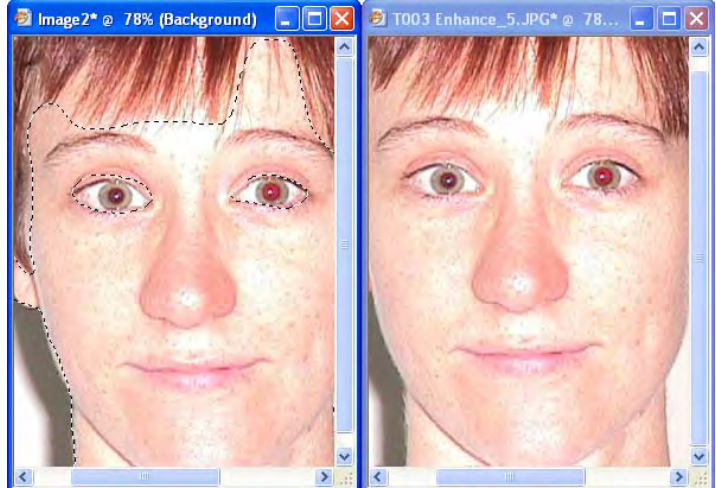 Image2* @ 78% (Background)
T003 Enhance_5.JPG* @ 78...